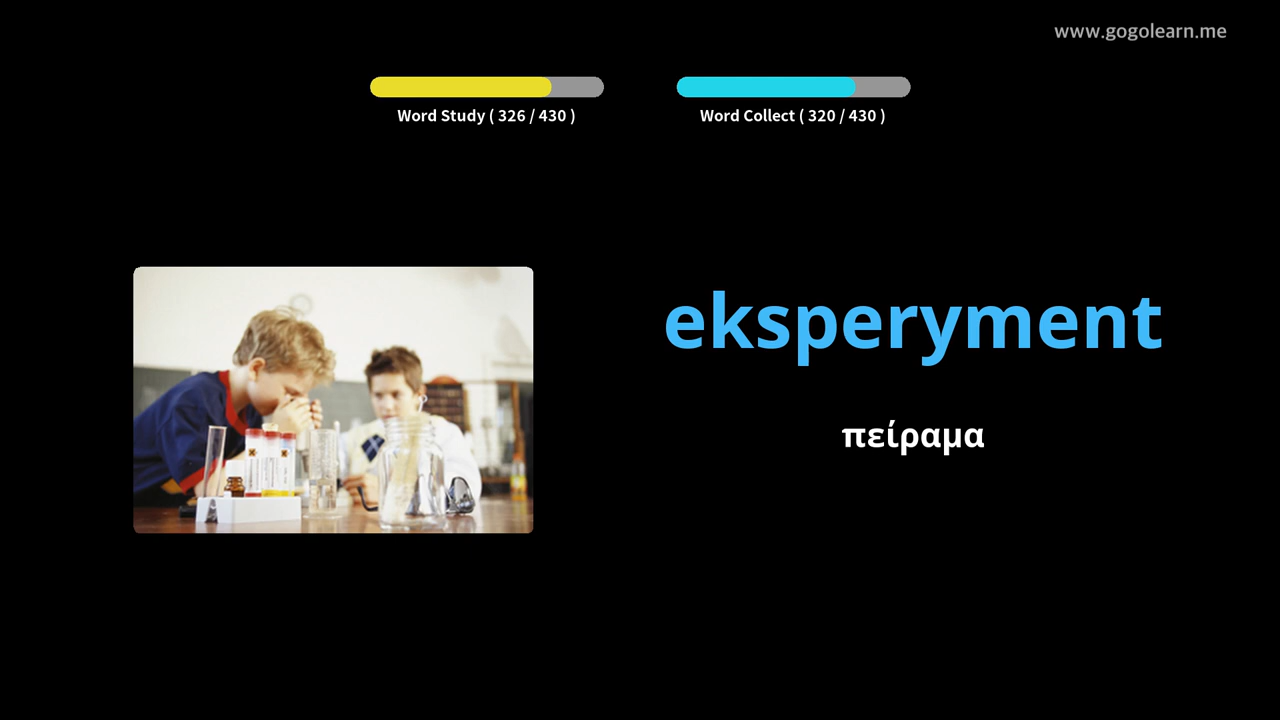 www.gogolearn.me
Word Study ( 326 / 430 )
Word Collect ( 320 / 430 )
eksperyment
πείραμα